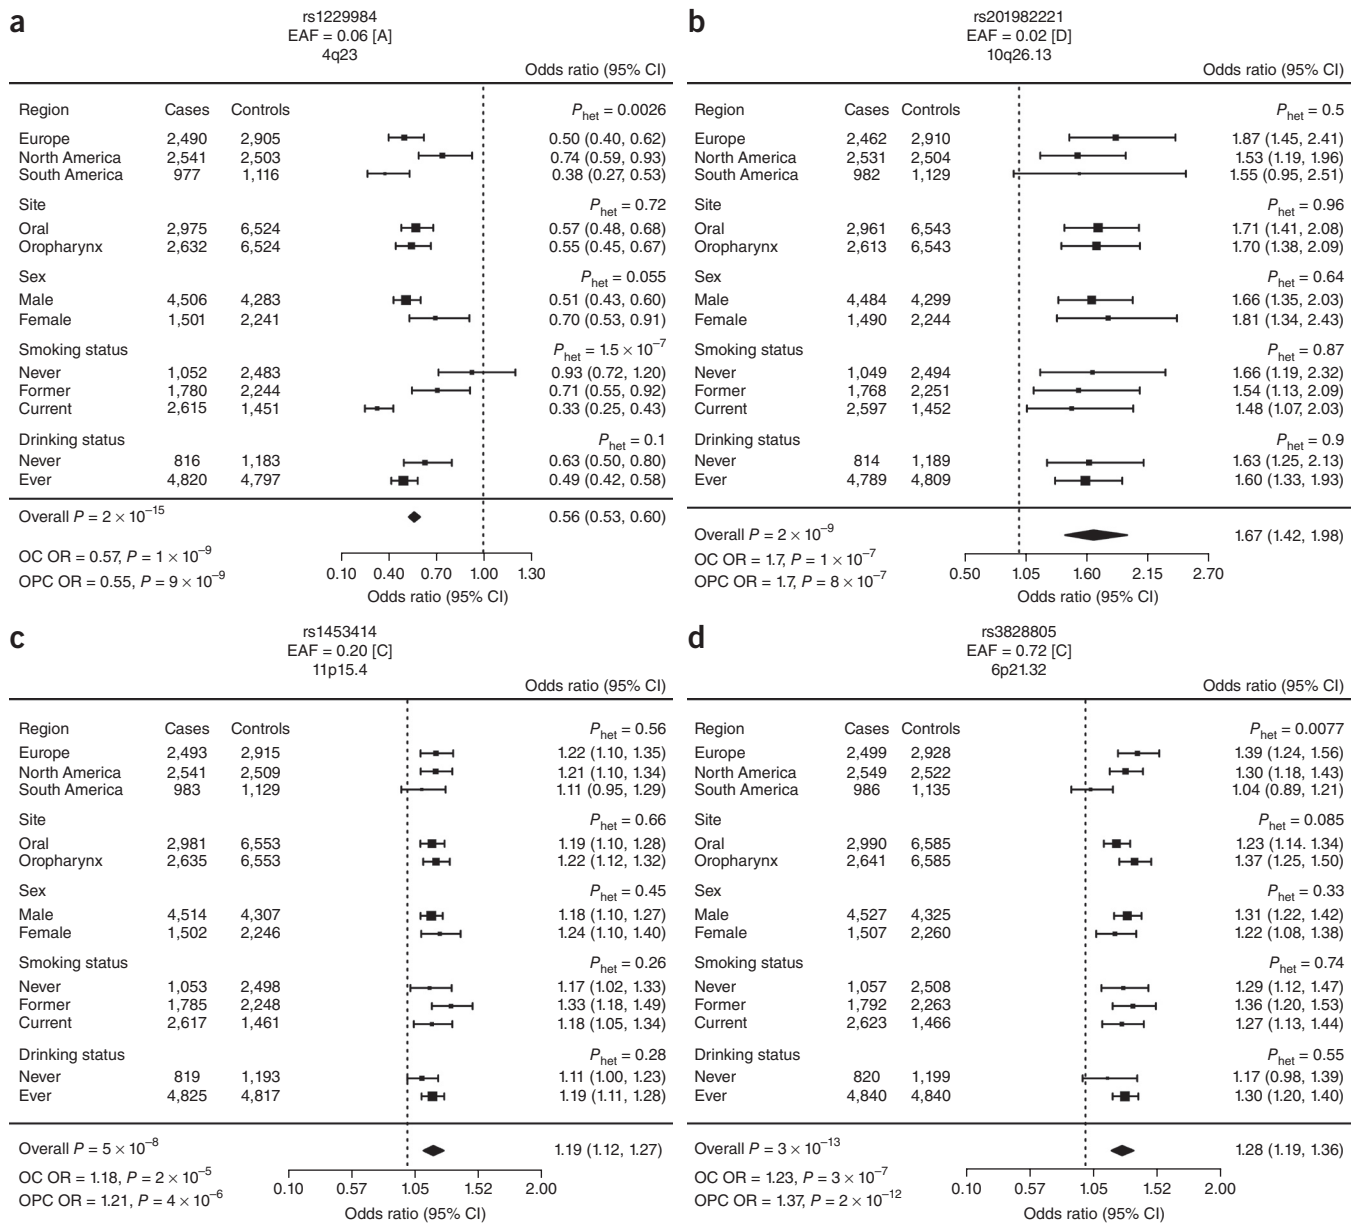 a
rs1229984
EAF = 0.06 [A]
4q23
Odds ratio (95% CI)
Region Cases Controls P_het = 0.0026
Europe 2,490 2,905 0.50 (0.40, 0.62)
North America 2,541 2,503 0.74 (0.59, 0.93)
South America 977 1,116 0.38 (0.27, 0.53)
Site P_het = 0.72
Oral 2,975 6,524 0.57 (0.48, 0.68)
Oropharynx 2,632 6,524 0.55 (0.45, 0.67)
Sex P_het = 0.055
Male 4,506 4,283 0.51 (0.43, 0.60)
Female 1,501 2,241 0.70 (0.53, 0.91)
Smoking status P_het = 1.5 × 10⁻⁷
Never 1,052 2,483 0.93 (0.72, 1.20)
Former 1,780 2,244 0.71 (0.55, 0.92)
Current 2,615 1,451 0.33 (0.25, 0.43)
Drinking status P_het = 0.1
Never 816 1,183 0.63 (0.50, 0.80)
Ever 4,820 4,797 0.49 (0.42, 0.58)
Overall P = 2 × 10⁻¹⁵ 0.56 (0.53, 0.60)
OC OR = 0.57, P = 1 × 10⁻⁹
OPC OR = 0.55, P = 9 × 10⁻⁹
0.10 0.40 0.70 1.00 1.30
Odds ratio (95% CI)
b
rs201982221
EAF = 0.02 [D]
10q26.13
Odds ratio (95% CI)
Region Cases Controls P_het = 0.5
Europe 2,462 2,910 1.87 (1.45, 2.41)
North America 2,531 2,504 1.53 (1.19, 1.96)
South America 982 1,129 1.55 (0.95, 2.51)
Site P_het = 0.96
Oral 2,961 6,543 1.71 (1.41, 2.08)
Oropharynx 2,613 6,543 1.70 (1.38, 2.09)
Sex P_het = 0.64
Male 4,484 4,299 1.66 (1.35, 2.03)
Female 1,490 2,244 1.81 (1.34, 2.43)
Smoking status P_het = 0.87
Never 1,049 2,494 1.66 (1.19, 2.32)
Former 1,768 2,251 1.54 (1.13, 2.09)
Current 2,597 1,452 1.48 (1.07, 2.03)
Drinking status P_het = 0.9
Never 814 1,189 1.63 (1.25, 2.13)
Ever 4,789 4,809 1.60 (1.33, 1.93)
Overall P = 2 × 10⁻⁹ 1.67 (1.42, 1.98)
OC OR = 1.7, P = 1 × 10⁻⁷
OPC OR = 1.7, P = 8 × 10⁻⁷
0.50 1.05 1.60 2.15 2.70
Odds ratio (95% CI)
c
rs1453414
EAF = 0.20 [C]
11p15.4
Odds ratio (95% CI)
Region Cases Controls P_het = 0.56
Europe 2,493 2,915 1.22 (1.10, 1.35)
North America 2,541 2,509 1.21 (1.10, 1.34)
South America 983 1,129 1.11 (0.95, 1.29)
Site P_het = 0.66
Oral 2,981 6,553 1.19 (1.10, 1.28)
Oropharynx 2,635 6,553 1.22 (1.12, 1.32)
Sex P_het = 0.45
Male 4,514 4,307 1.18 (1.10, 1.27)
Female 1,502 2,246 1.24 (1.10, 1.40)
Smoking status P_het = 0.26
Never 1,053 2,498 1.17 (1.02, 1.33)
Former 1,785 2,248 1.33 (1.18, 1.49)
Current 2,617 1,461 1.18 (1.05, 1.34)
Drinking status P_het = 0.28
Never 819 1,193 1.11 (1.00, 1.23)
Ever 4,825 4,817 1.19 (1.11, 1.28)
Overall P = 5 × 10⁻⁸ 1.19 (1.12, 1.27)
OC OR = 1.18, P = 2 × 10⁻⁵
OPC OR = 1.21, P = 4 × 10⁻⁶
0.10 0.57 1.05 1.52 2.00
Odds ratio (95% CI)
d
rs3828805
EAF = 0.72 [C]
6p21.32
Odds ratio (95% CI)
Region Cases Controls P_het = 0.0077
Europe 2,499 2,928 1.39 (1.24, 1.56)
North America 2,549 2,522 1.30 (1.18, 1.43)
South America 986 1,135 1.04 (0.89, 1.21)
Site P_het = 0.085
Oral 2,990 6,585 1.23 (1.14, 1.34)
Oropharynx 2,641 6,585 1.37 (1.25, 1.50)
Sex P_het = 0.33
Male 4,527 4,325 1.31 (1.22, 1.42)
Female 1,507 2,260 1.22 (1.08, 1.38)
Smoking status P_het = 0.74
Never 1,057 2,508 1.29 (1.12, 1.47)
Former 1,792 2,263 1.36 (1.20, 1.53)
Current 2,623 1,466 1.27 (1.13, 1.44)
Drinking status P_het = 0.55
Never 820 1,199 1.17 (0.98, 1.39)
Ever 4,840 4,840 1.30 (1.20, 1.40)
Overall P = 3 × 10⁻¹³ 1.28 (1.19, 1.36)
OC OR = 1.23, P = 3 × 10⁻⁷
OPC OR = 1.37, P = 2 × 10⁻¹²
0.10 0.57 1.05 1.52 2.00
Odds ratio (95% CI)